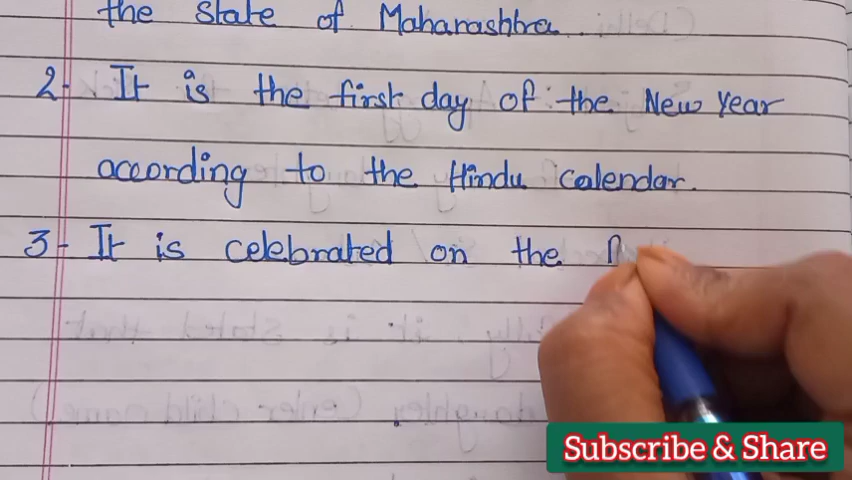 the State of Maharashtra.
2- It is the first day of the New Year
according to the Hindu calendar.
3- It is celebrated on the
Subscribe & Share